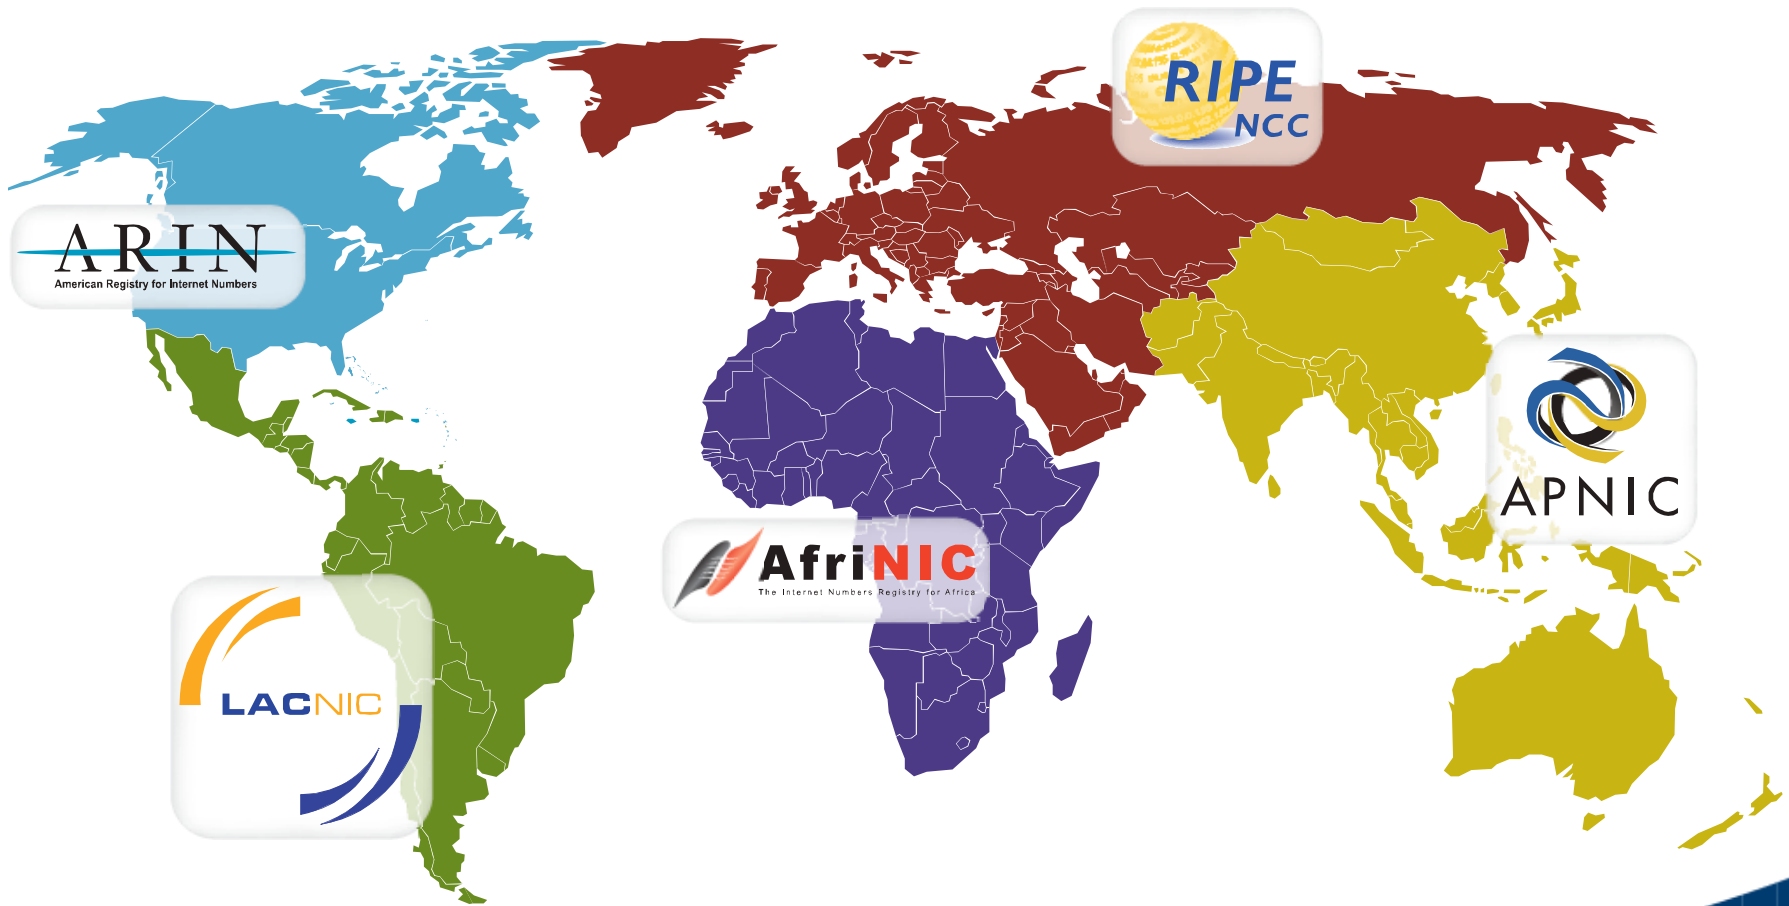 RIPE
NCC
ARIN
American Registry for Internet Numbers
APNIC
AfriNIC
The Internet Numbers Registry for Africa
LACNIC